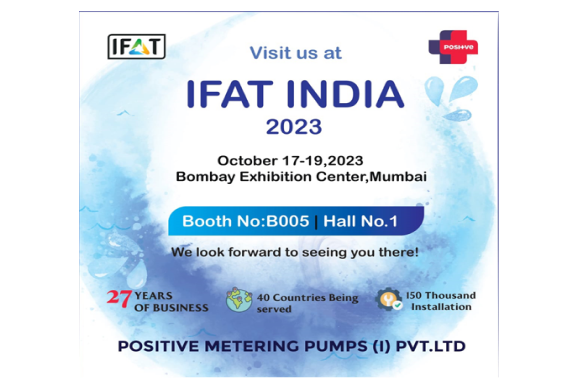 IFAT
POSITIVE
Visit us at
IFAT INDIA
2023
October 17-19,2023
Bombay Exhibition Center,Mumbai
Booth No:B005 | Hall No.1
We look forward to seeing you there!
27 YEARS
OF BUSINESS
40 Countries Being
served
150 Thousand
Installation
POSITIVE METERING PUMPS (I) PVT.LTD